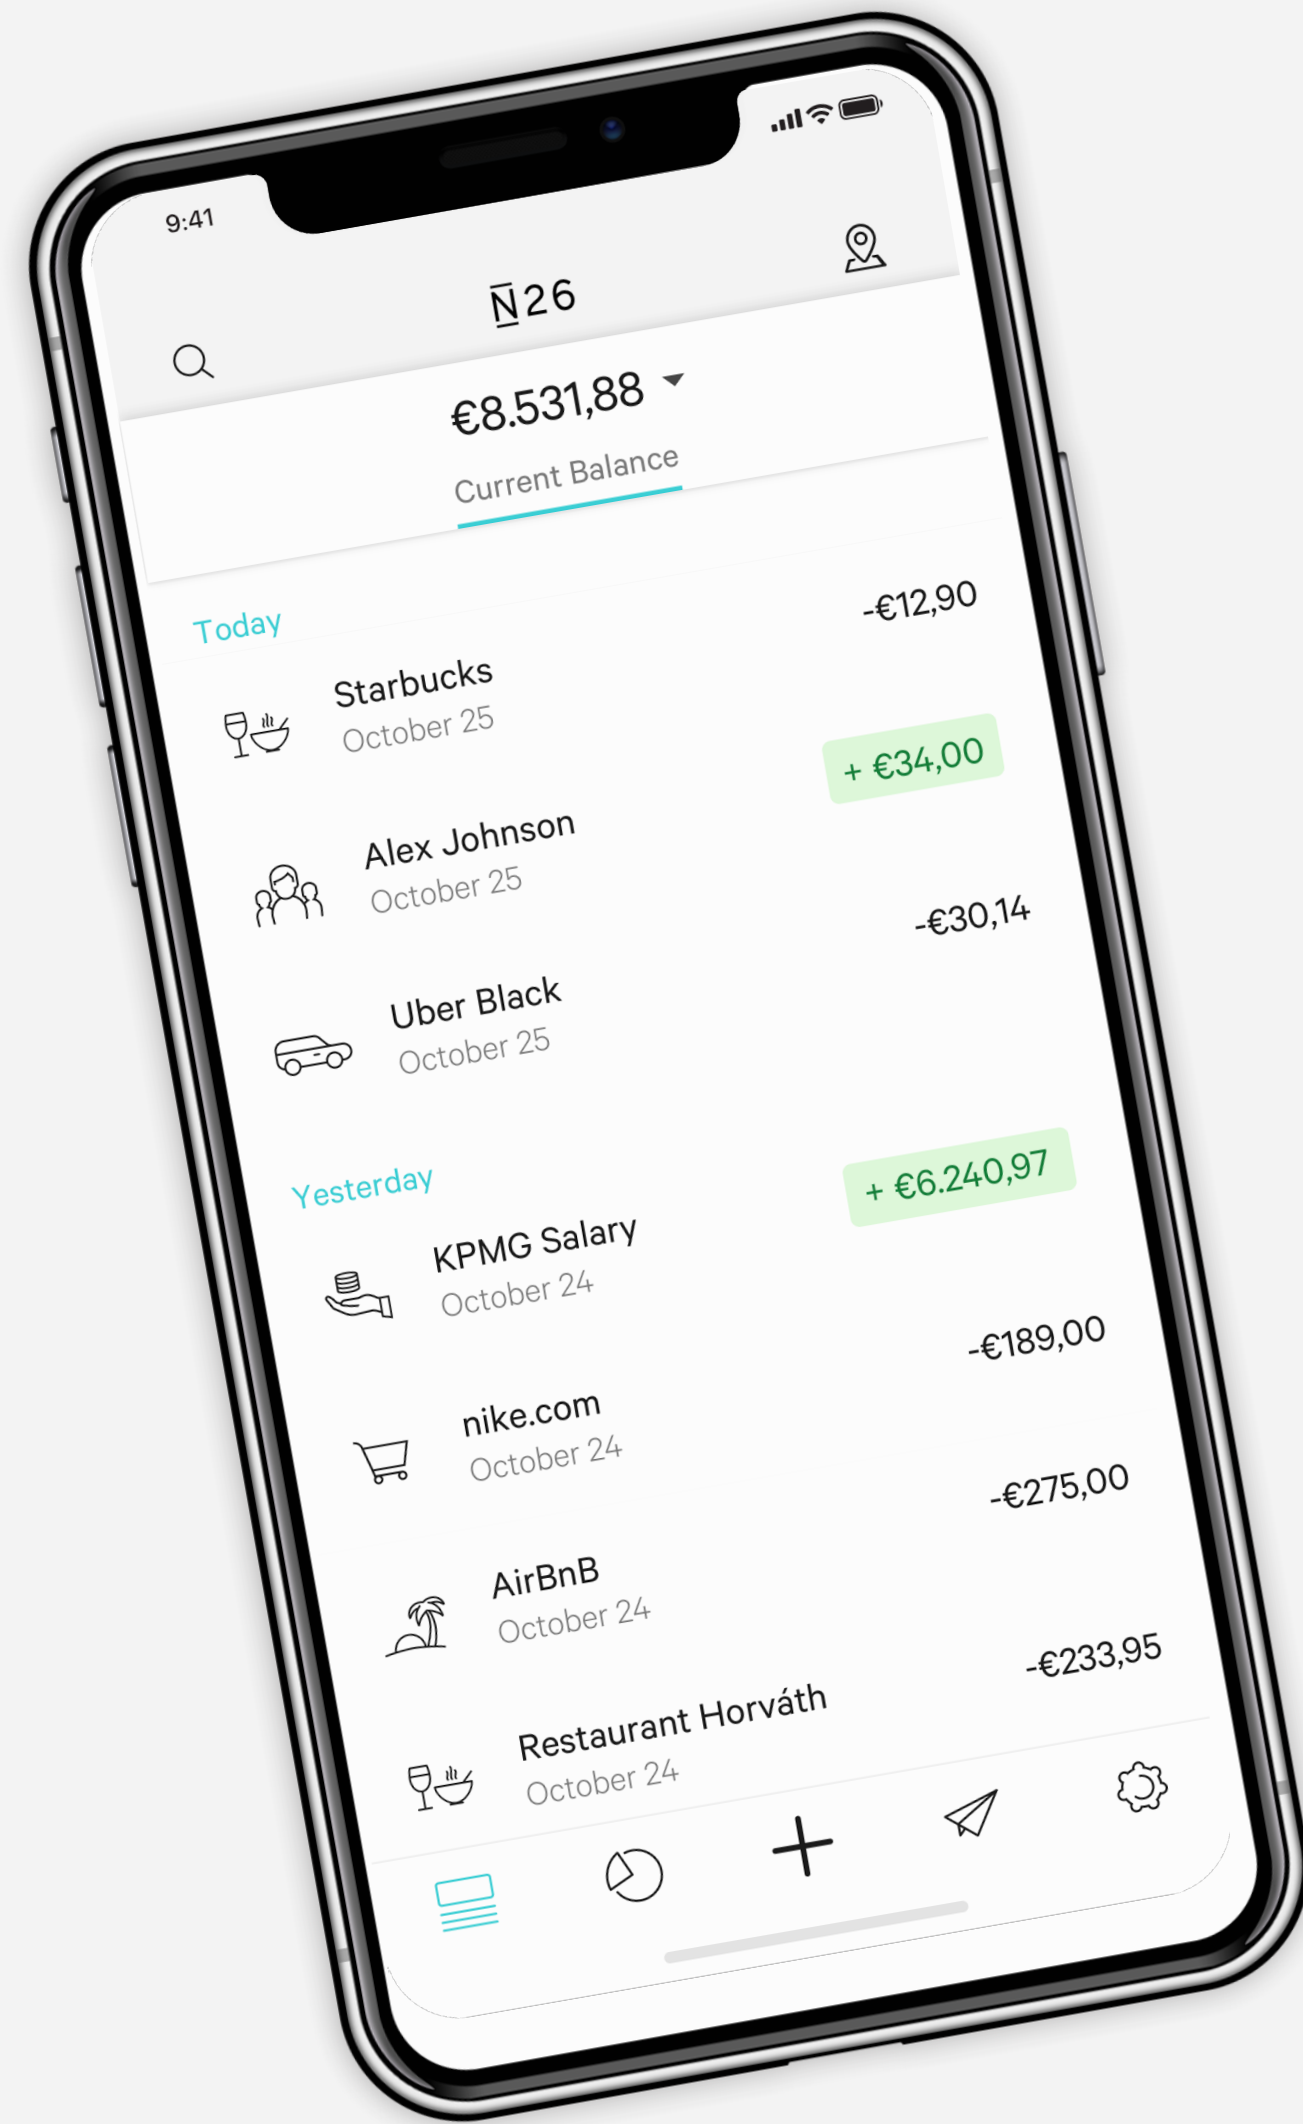 9:41
N26
€8.531,88
Current Balance
Today
Starbucks
-€12,90
October 25
Alex Johnson
+ €34,00
October 25
Uber Black
-€30,14
October 25
Yesterday
KPMG Salary
+ €6.240,97
October 24
nike.com
-€189,00
October 24
AirBnB
-€275,00
October 24
Restaurant Horváth
-€233,95
October 24